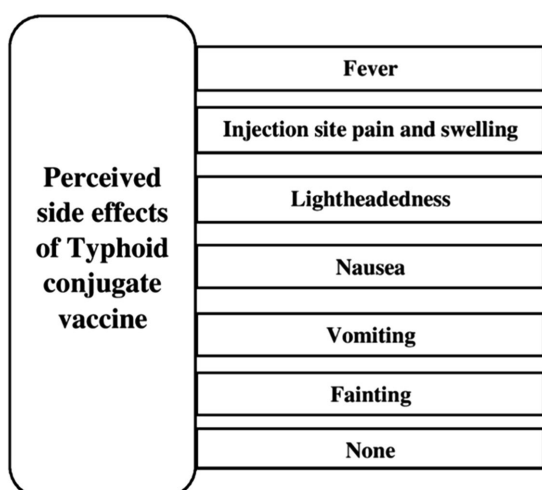 Perceived
side effects
of Typhoid
conjugate
vaccine
Fever
Injection site pain and swelling
Lightheadedness
Nausea
Vomiting
Fainting
None